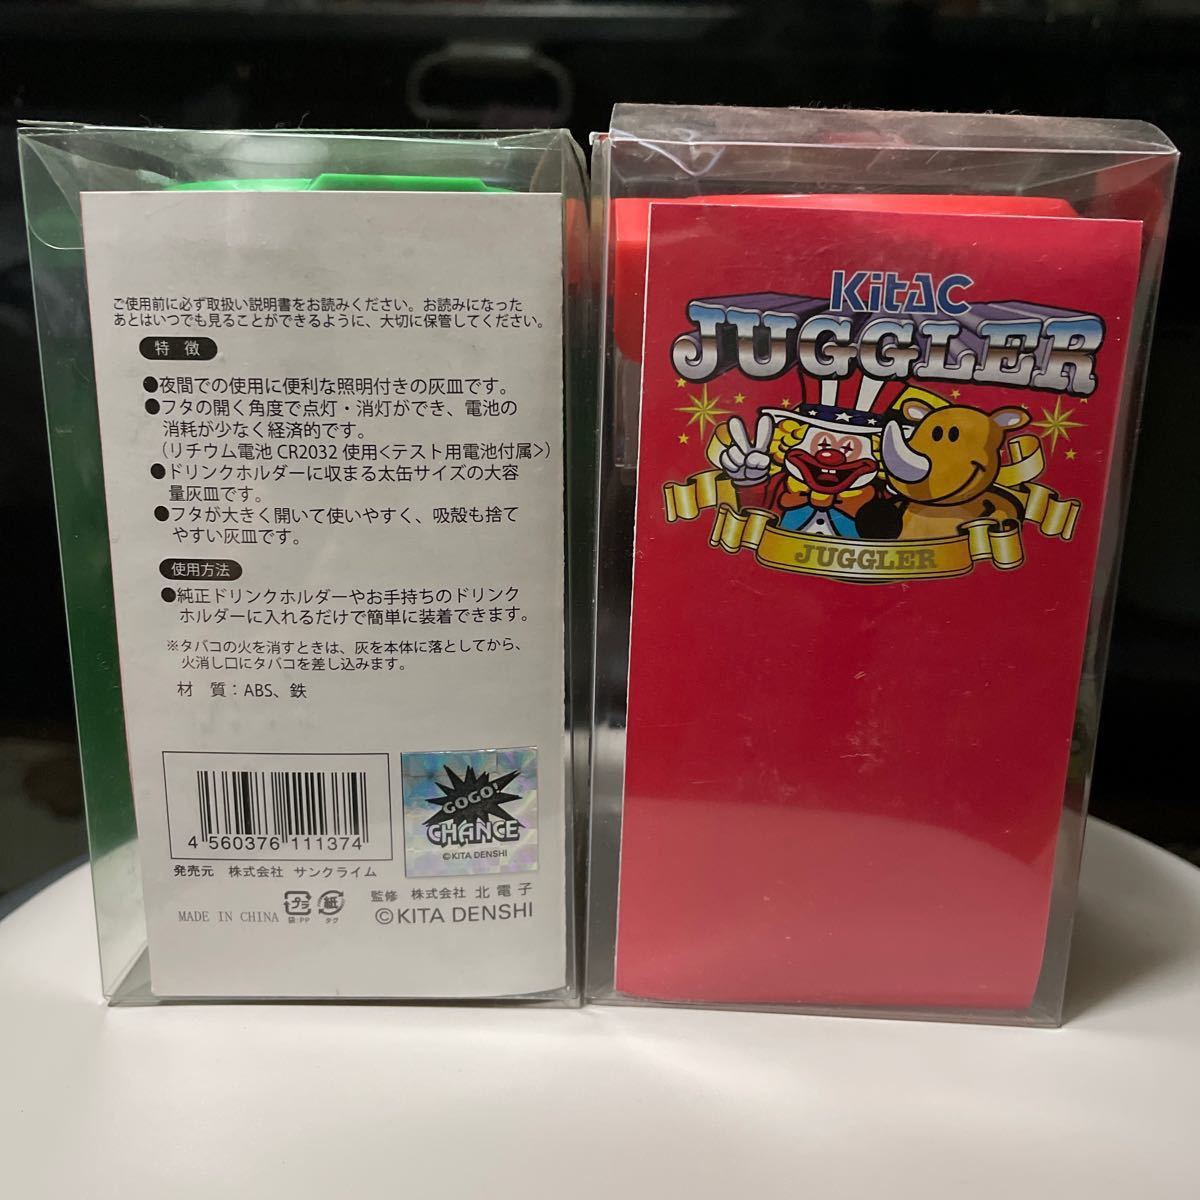 ご使用前に必ず取扱い説明書をお読みください。お読みになった
あとはいつでも見ることができるように、大切に保管してください。
特 徴
●夜間での使用に便利な照明付きの灰皿です。
●フタの開く角度で点灯・消灯ができ、電池の
消耗が少なく経済的です。
(リチウム電池 CR2032 使用<テスト用電池付属>)
●ドリンクホルダーに収まる太缶サイズの大容
量灰皿です。
●フタが大きく開いて使いやすく、吸殻も捨て
やすい灰皿です。
使用方法
●純正ドリンクホルダーやお手持ちのドリンク
ホルダーに入れるだけで簡単に装着できます。
※タバコの火を消すときは、灰を本体に落としてから、
火消し口にタバコを差し込みます。
材 質：ABS、鉄
4 560376 111374
GOGO!
CHANCE
©KITA DENSHI
発売元 株式会社 サンクライム
MADE IN CHINA
プラ
袋:PP
紙
タグ
監修 株式会社 北電子
©KITA DENSHI
KitAC
JUGGLER
JUGGLER